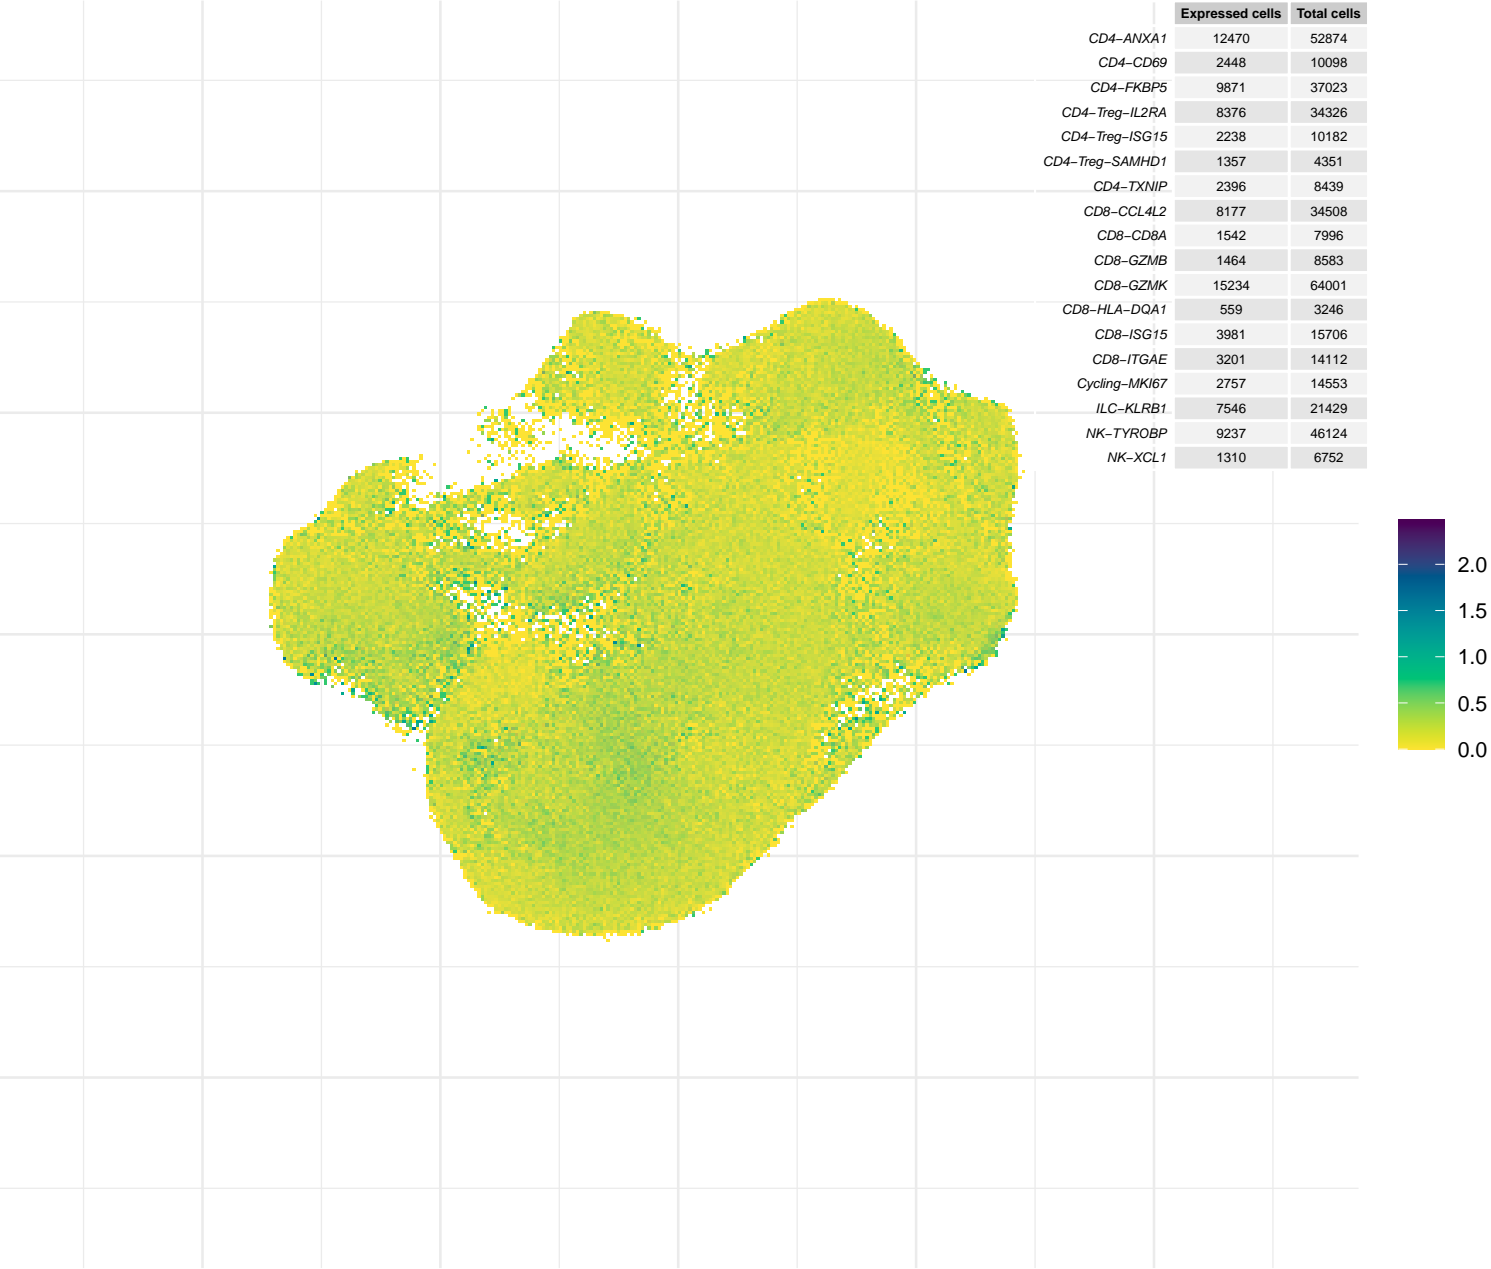 Expressed cells Total cells
CD4−ANXA1 12470 52874
CD4−CD69 2448 10098
CD4−FKBP5 9871 37023
CD4−Treg−IL2RA 8376 34326
CD4−Treg−ISG15 2238 10182
CD4−Treg−SAMHD1 1357 4351
CD4−TXNIP 2396 8439
CD8−CCL4L2 8177 34508
CD8−CD8A 1542 7996
CD8−GZMB 1464 8583
CD8−GZMK 15234 64001
CD8−HLA−DQA1 559 3246
CD8−ISG15 3981 15706
CD8−ITGAE 3201 14112
Cycling−MKI67 2757 14553
ILC−KLRB1 7546 21429
NK−TYROBP 9237 46124
NK−XCL1 1310 6752
2.0
1.5
1.0
0.5
0.0